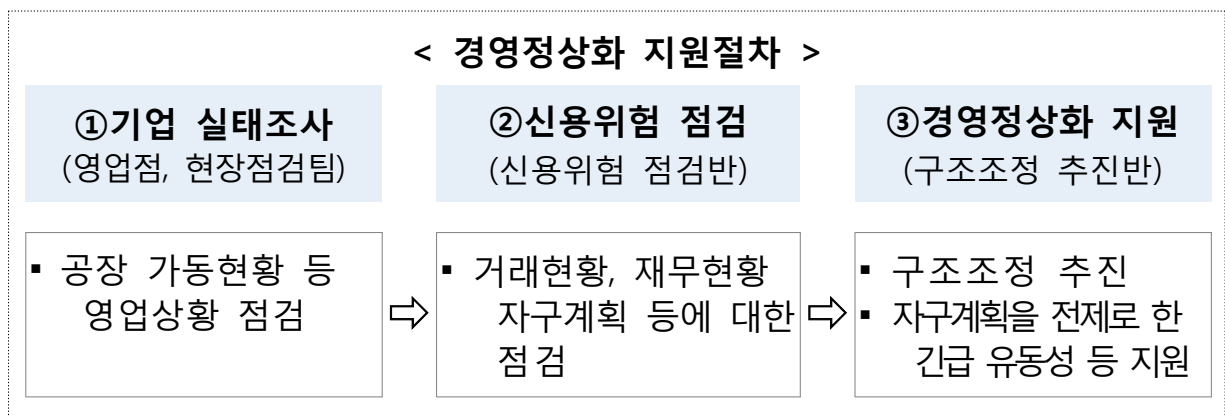 < 경영정상화 지원절차 >
①기업 실태조사
(영업점, 현장점검팀)
②신용위험 점검
(신용위험 점검반)
③경영정상화 지원
(구조조정 추진반)
▪ 공장 가동현황 등
영업상황 점검
⇨
▪ 거래현황, 재무현황
자구계획 등에 대한
점검
⇨
▪ 구조조정 추진
▪ 자구계획을 전제로 한
긴급 유동성 등 지원